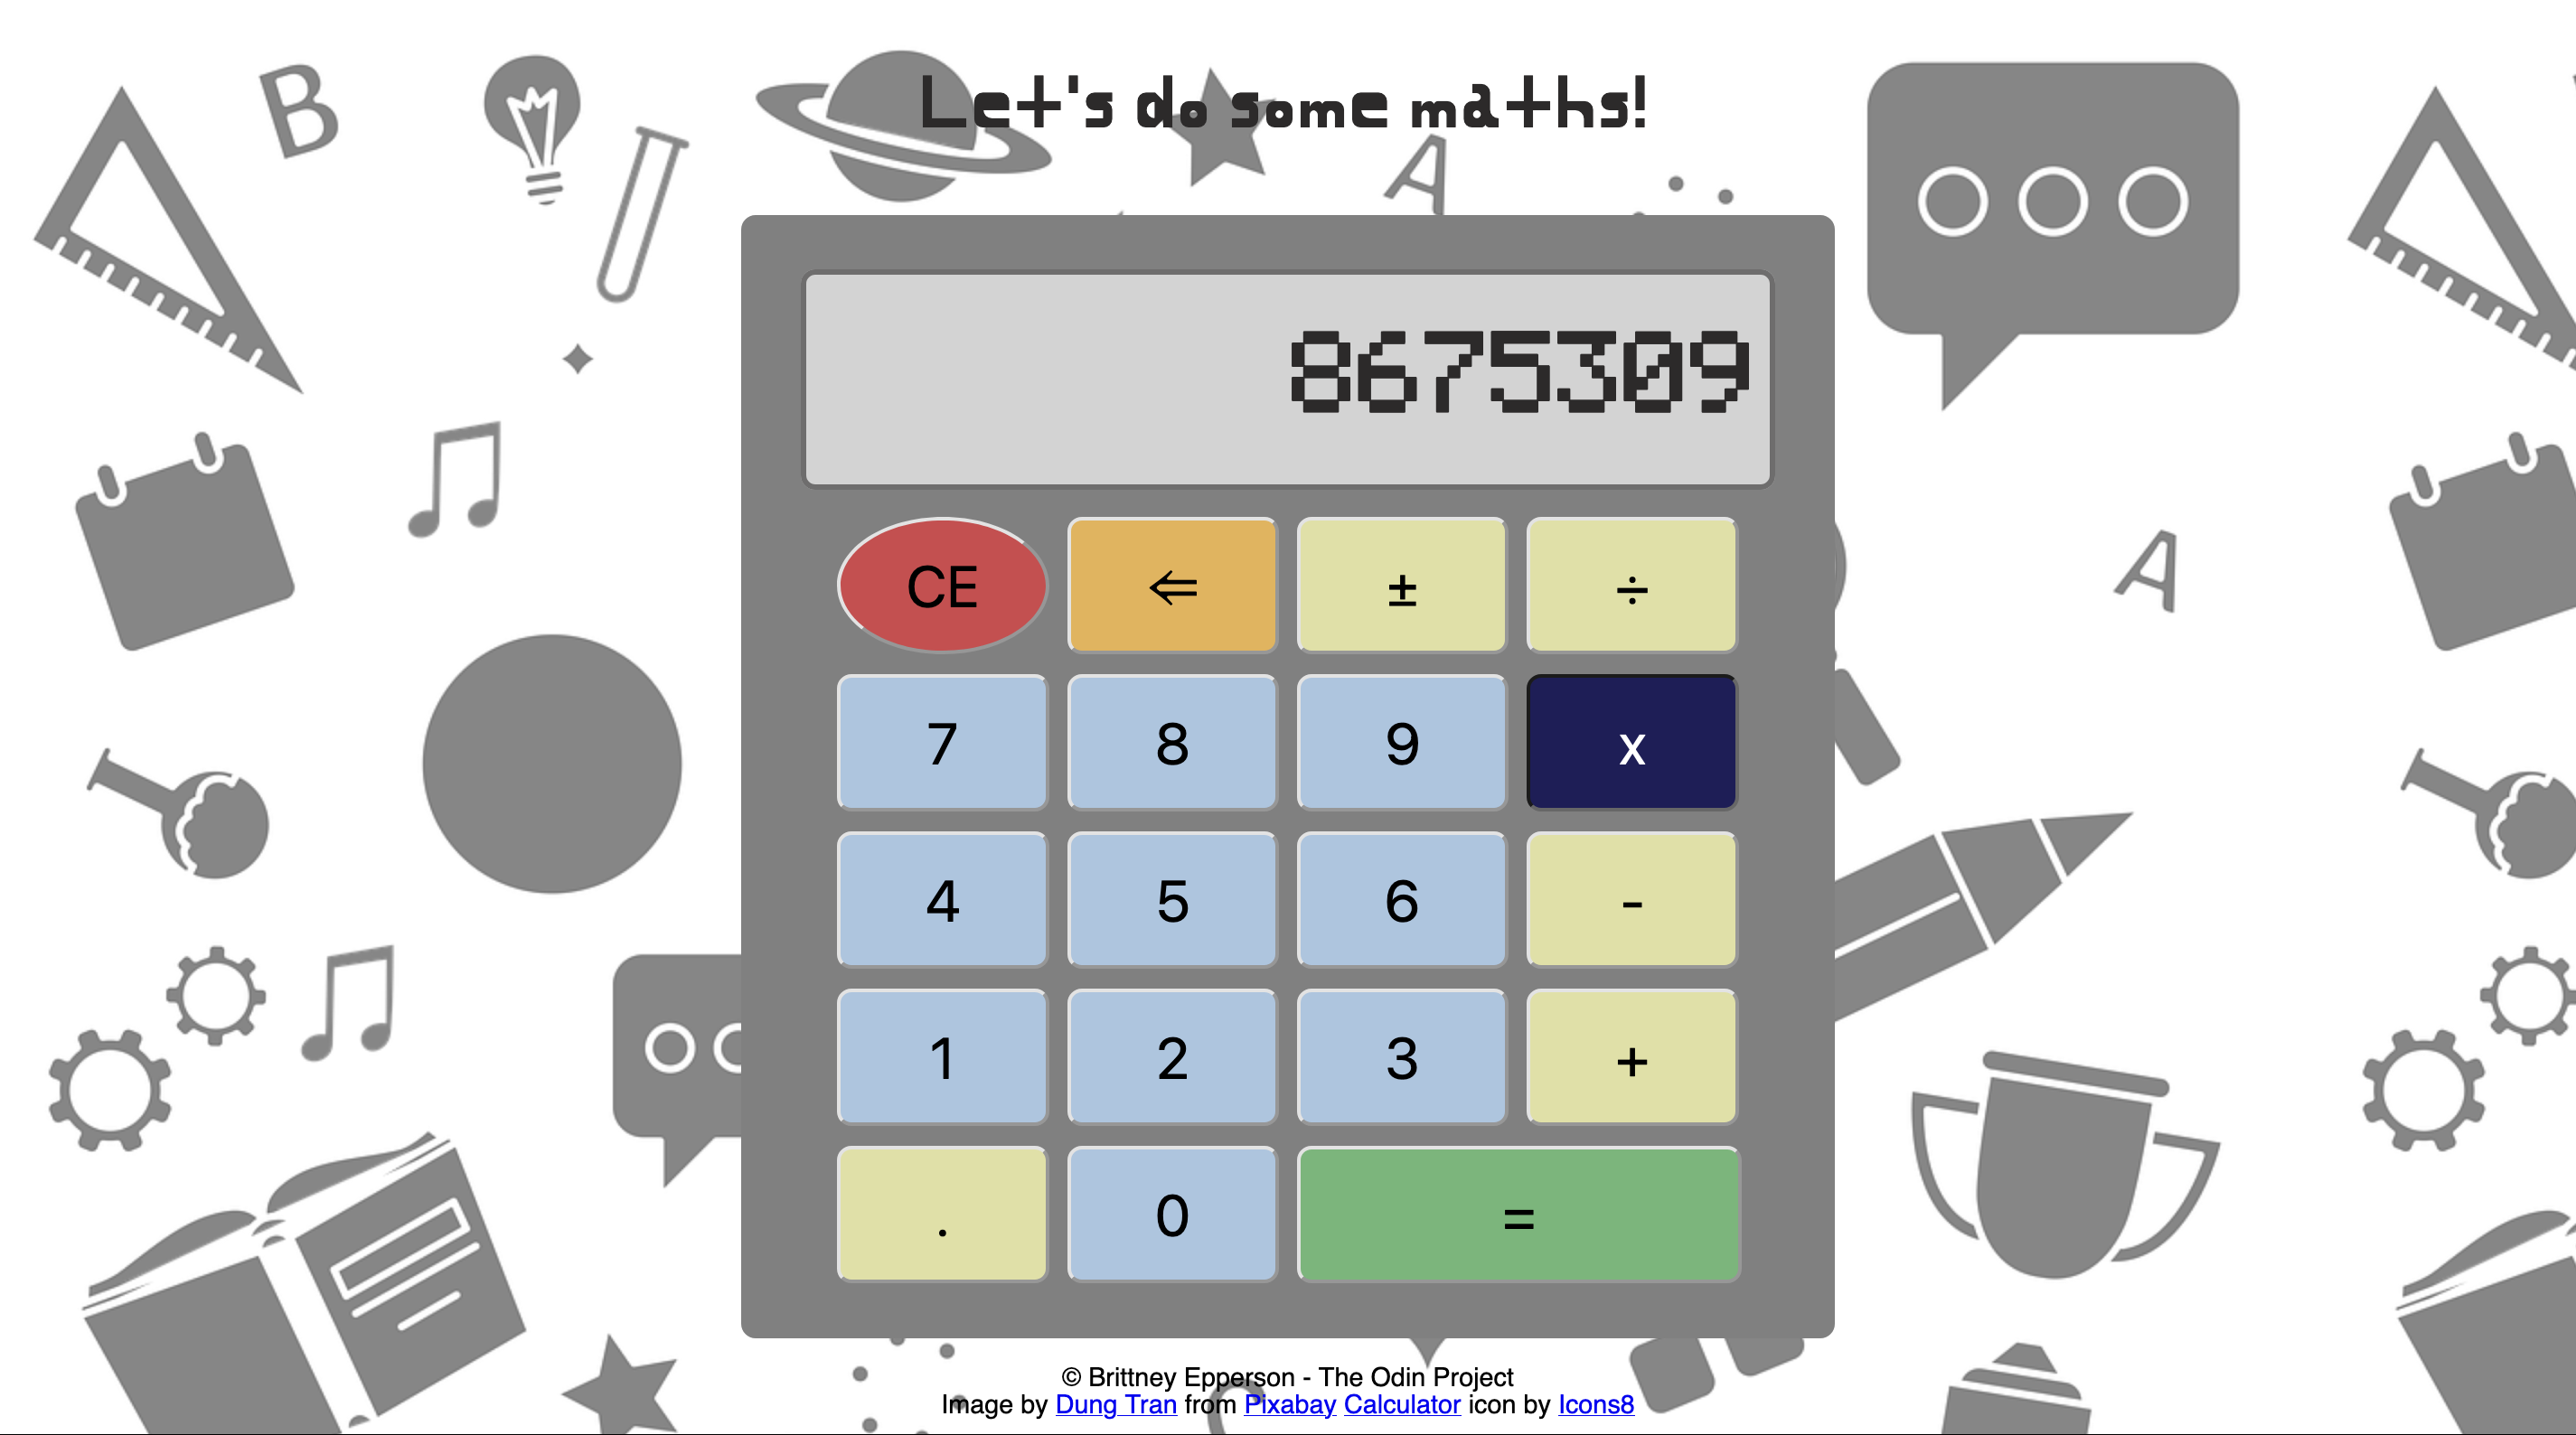 B
Let's do some maths!
A
8675309
CE ⇐ ± ÷
A
7 8 9 x
4 5 6 -
1 2 3 +
. 0 =
© Brittney Epperson - The Odin Project
Image by Dung Tran from Pixabay Calculator icon by Icons8